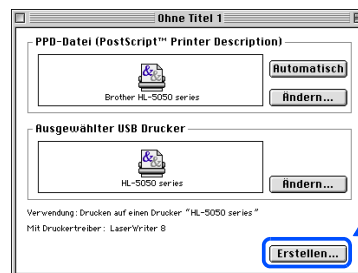 Ohne Titel 1
PPD-Datei (PostScript™ Printer Description)
Automatisch
Brother HL-5050 series
Ändern...
Ausgewählter USB Drucker
HL-5050 series
Ändern...
Verwendung: Drucken auf einen Drucker "HL-5050 series"
Mit Druckertreiber: LaserWriter 8
Erstellen...